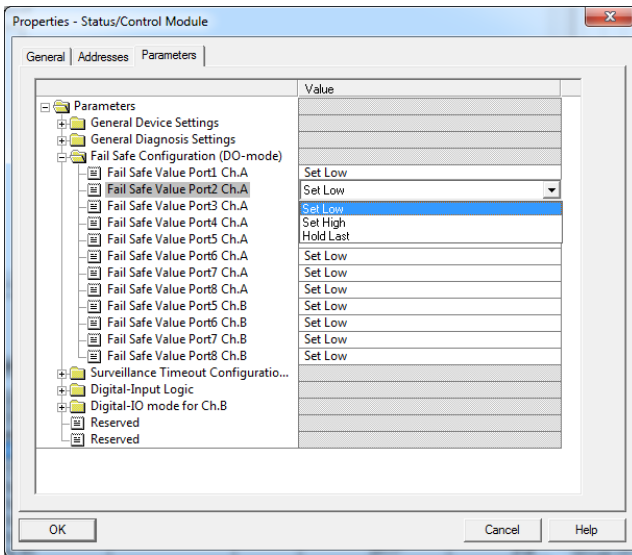 Properties - Status/Control Module
General Addresses Parameters
Value
Parameters
General Device Settings
General Diagnosis Settings
Fail Safe Configuration (DO-mode)
Fail Safe Value Port1 Ch.A Set Low
Fail Safe Value Port2 Ch.A Set Low
Fail Safe Value Port3 Ch.A Set Low
Fail Safe Value Port4 Ch.A Set High
Fail Safe Value Port5 Ch.A Hold Last
Fail Safe Value Port6 Ch.A Set Low
Fail Safe Value Port7 Ch.A Set Low
Fail Safe Value Port8 Ch.A Set Low
Fail Safe Value Port5 Ch.B Set Low
Fail Safe Value Port6 Ch.B Set Low
Fail Safe Value Port7 Ch.B Set Low
Fail Safe Value Port8 Ch.B Set Low
Surveillance Timeout Configuratio...
Digital-Input Logic
Digital-IO mode for Ch.B
Reserved
Reserved
OK Cancel Help